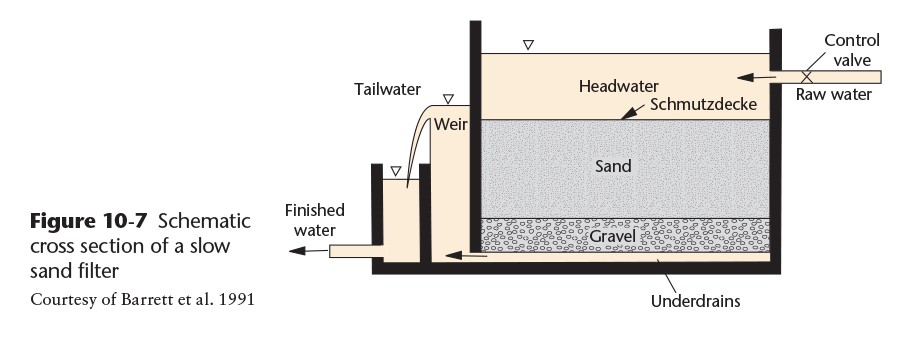 Control
valve
Raw water
Headwater
Schmutzdecke
Tailwater
Weir
Sand
Gravel
Finished
water
Underdrains
Figure 10-7 Schematic
cross section of a slow
sand filter
Courtesy of Barrett et al. 1991